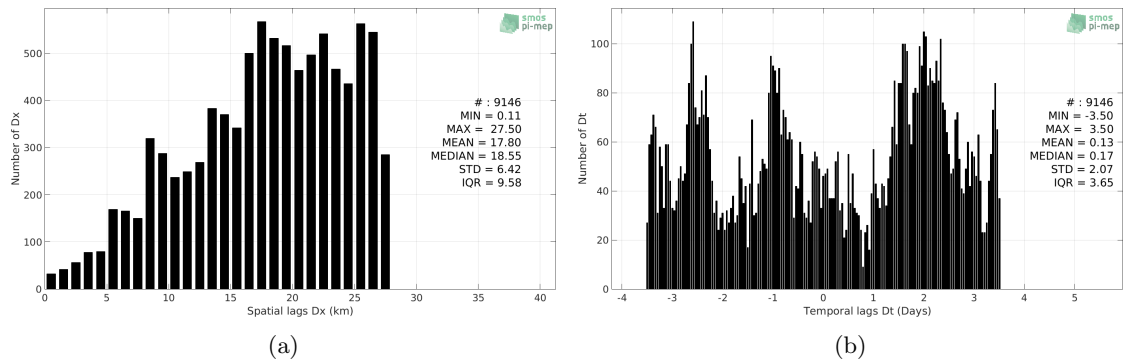 smos
pi-mep
500
400
300
200
100
0
Number of Dx
# : 9146
MIN = 0.11
MAX = 27.50
MEAN = 17.80
MEDIAN = 18.55
STD = 6.42
IQR = 9.58
0 5 10 15 20 25 30 35 40
Spatial lags Dx (km)
(a)
smos
pi-mep
100
80
60
40
20
0
Number of Dt
# : 9146
MIN = -3.50
MAX = 3.50
MEAN = 0.13
MEDIAN = 0.17
STD = 2.07
IQR = 3.65
-4 -3 -2 -1 0 1 2 3 4 5
Temporal lags Dt (Days)
(b)